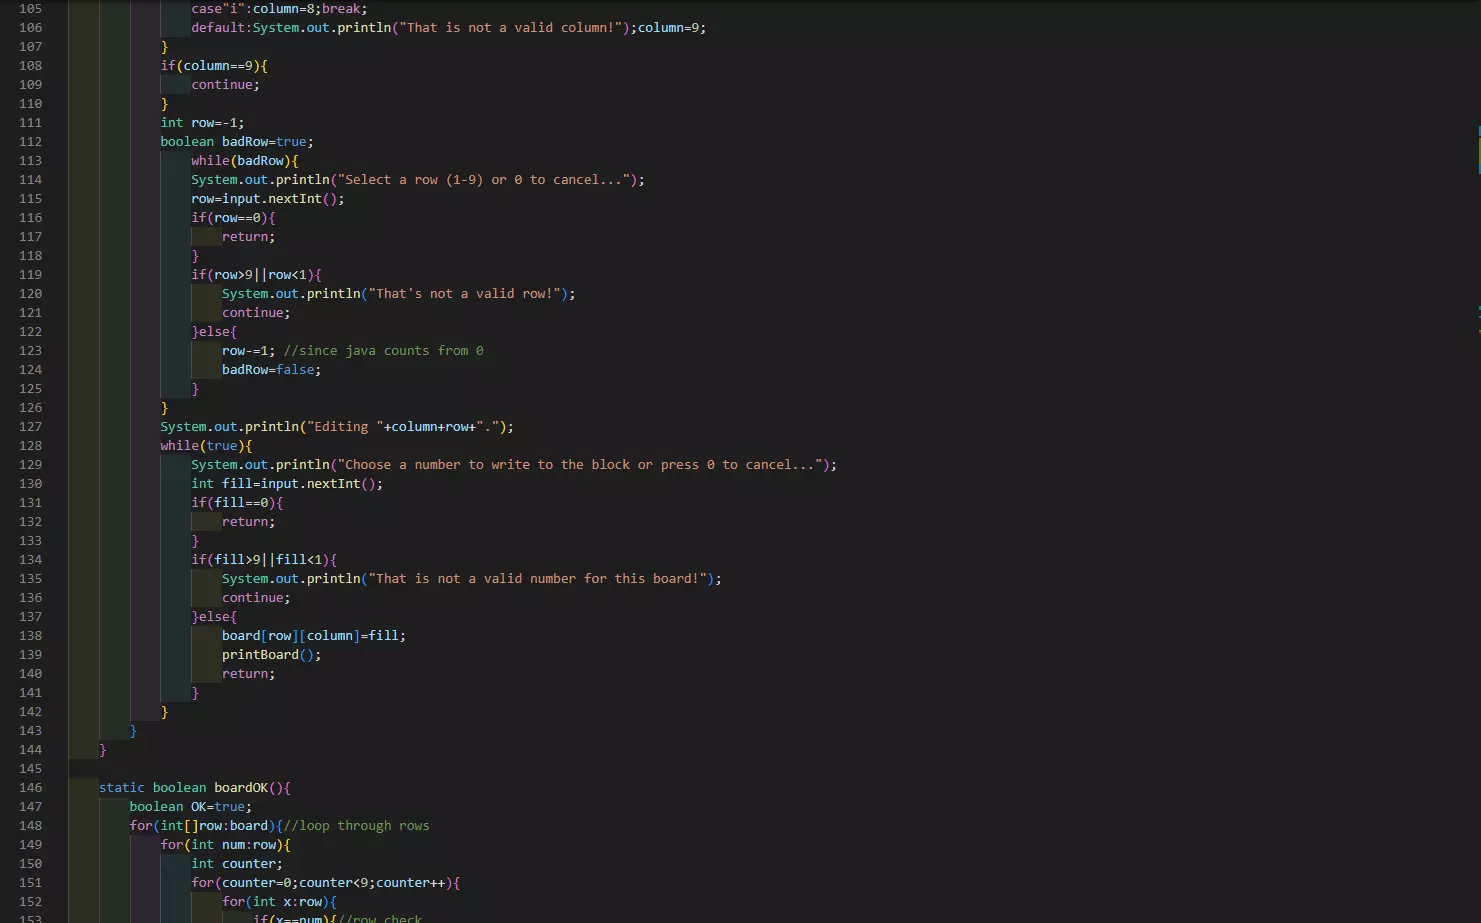 105 case"i":column=8;break;
106 default:System.out.println("That is not a valid column!");column=9;
107 }
108 if(column==9){
109 continue;
110 }
111 int row=-1;
112 boolean badRow=true;
113 while(badRow){
114 System.out.println("Select a row (1-9) or 0 to cancel...");
115 row=input.nextInt();
116 if(row==0){
117 return;
118 }
119 if(row>9||row<1){
120 System.out.println("That's not a valid row!");
121 continue;
122 }else{
123 row-=1; //since java counts from 0
124 badRow=false;
125 }
126 }
127 System.out.println("Editing "+column+row+".");
128 while(true){
129 System.out.println("Choose a number to write to the block or press 0 to cancel...");
130 int fill=input.nextInt();
131 if(fill==0){
132 return;
133 }
134 if(fill>9||fill<1){
135 System.out.println("That is not a valid number for this board!");
136 continue;
137 }else{
138 board[row][column]=fill;
139 printBoard();
140 return;
141 }
142 }
143 }
144 }
145
146 static boolean boardOK(){
147 boolean OK=true;
148 for(int[]row:board){//loop through rows
149 for(int num:row){
150 int counter;
151 for(counter=0;counter<9;counter++){
152 for(int x:row){
153 if(x==num){//row check